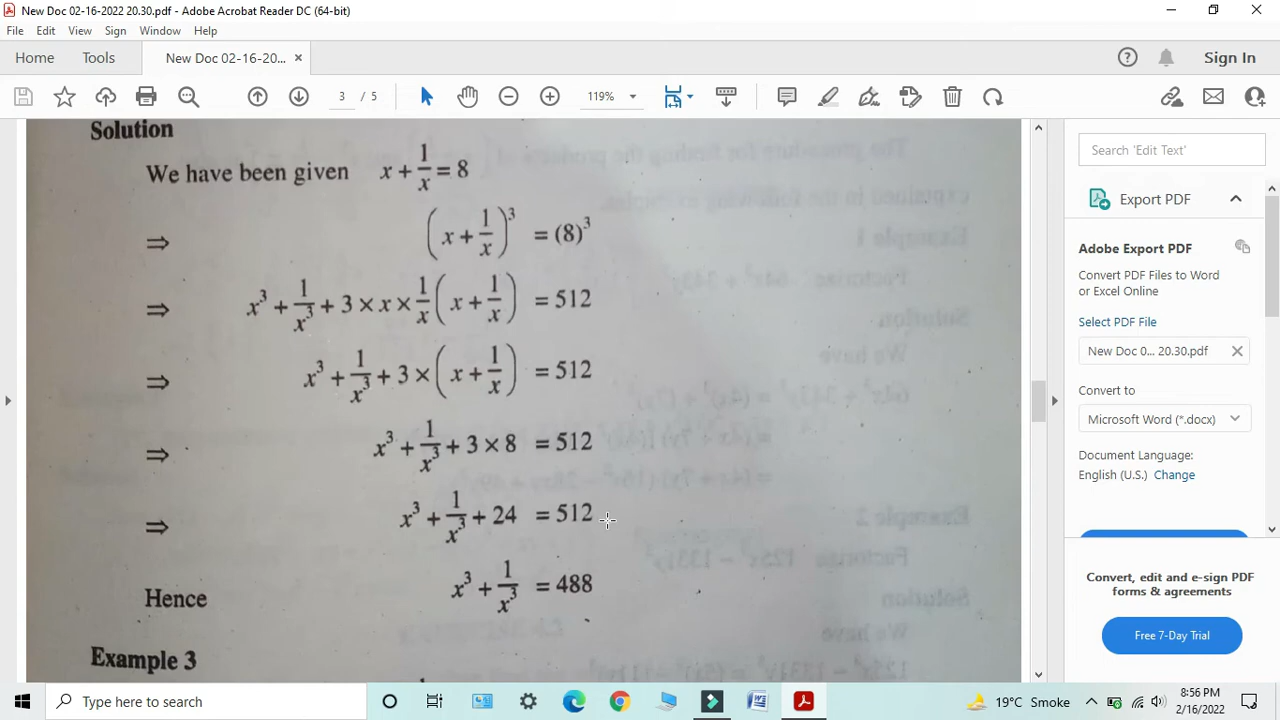 New Doc 02-16-2022 20.30.pdf - Adobe Acrobat Reader DC (64-bit)
File Edit View Sign Window Help
Home Tools New Doc 02-16-20... × Sign In
3 / 5 119%
Solution
We have been given x + 1/x = 8
⇒ (x + 1/x)³ = (8)³
⇒ x³ + 1/x³ + 3 × x × 1/x (x + 1/x) = 512
⇒ x³ + 1/x³ + 3 × (x + 1/x) = 512
⇒ x³ + 1/x³ + 3 × 8 = 512
⇒ x³ + 1/x³ + 24 = 512
Hence x³ + 1/x³ = 488
Example 3
Search 'Edit Text'
Export PDF
Adobe Export PDF
Convert PDF Files to Word
or Excel Online
Select PDF File
New Doc 0... 20.30.pdf ×
Convert to
Microsoft Word (*.docx)
Document Language:
English (U.S.) Change
Convert, edit and e-sign PDF
forms & agreements
Free 7-Day Trial
Type here to search
19°C Smoke
8:56 PM
2/16/2022